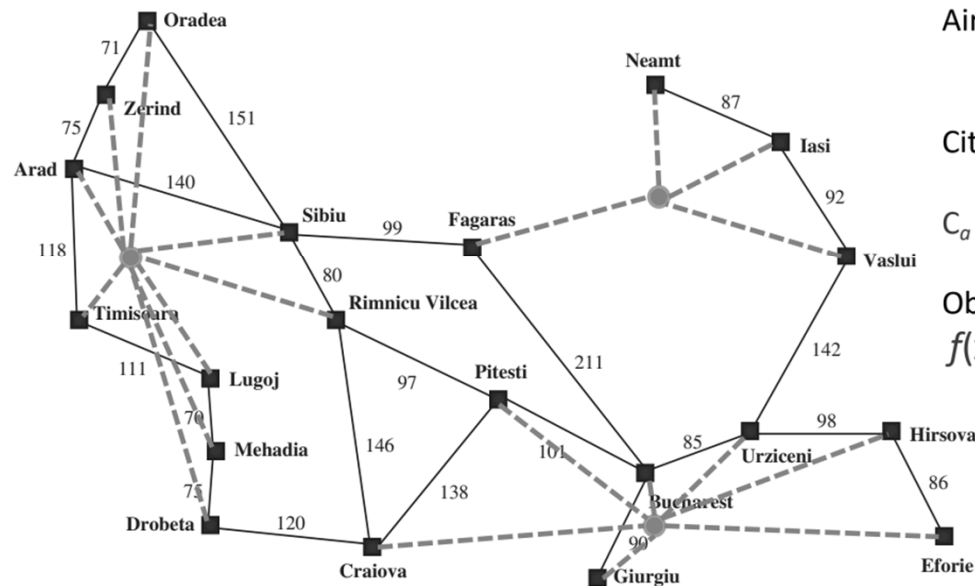 Oradea
Air
71
Neamt
87
Zerind
151
75
Iasi
Cit
Arad
140
Sibiu
Fagaras
92
99
C_a
118
Vaslui
80
Timisoara
Rimnicu Vilcea
Ob
142
211
f(
111
Lugoj
97
Pitesti
70
98
Hirsova
Mehadia
146
101
85
Urziceni
75
138
86
Bucharest
Drobeta
120
90
Craiova
Giurgiu
Eforie